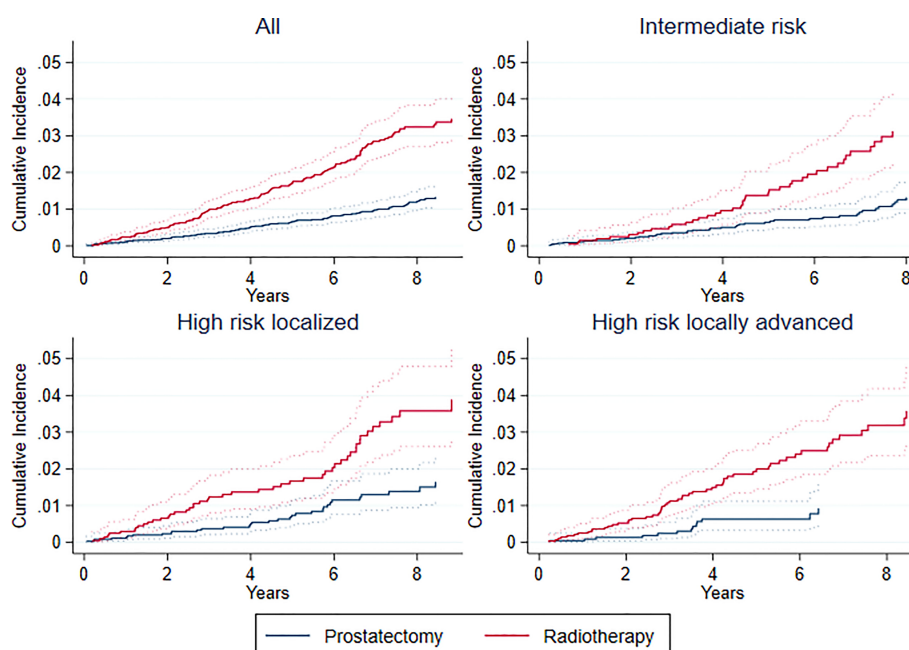 All
Cumulative Incidence
.05
.04
.03
.02
.01
0
0 2 4 6 8
Years
Intermediate risk
Cumulative Incidence
.05
.04
.03
.02
.01
0
0 2 4 6 8
Years
High risk localized
Cumulative Incidence
.05
.04
.03
.02
.01
0
0 2 4 6 8
Years
High risk locally advanced
Cumulative Incidence
.05
.04
.03
.02
.01
0
0 2 4 6 8
Years
Prostatectomy Radiotherapy